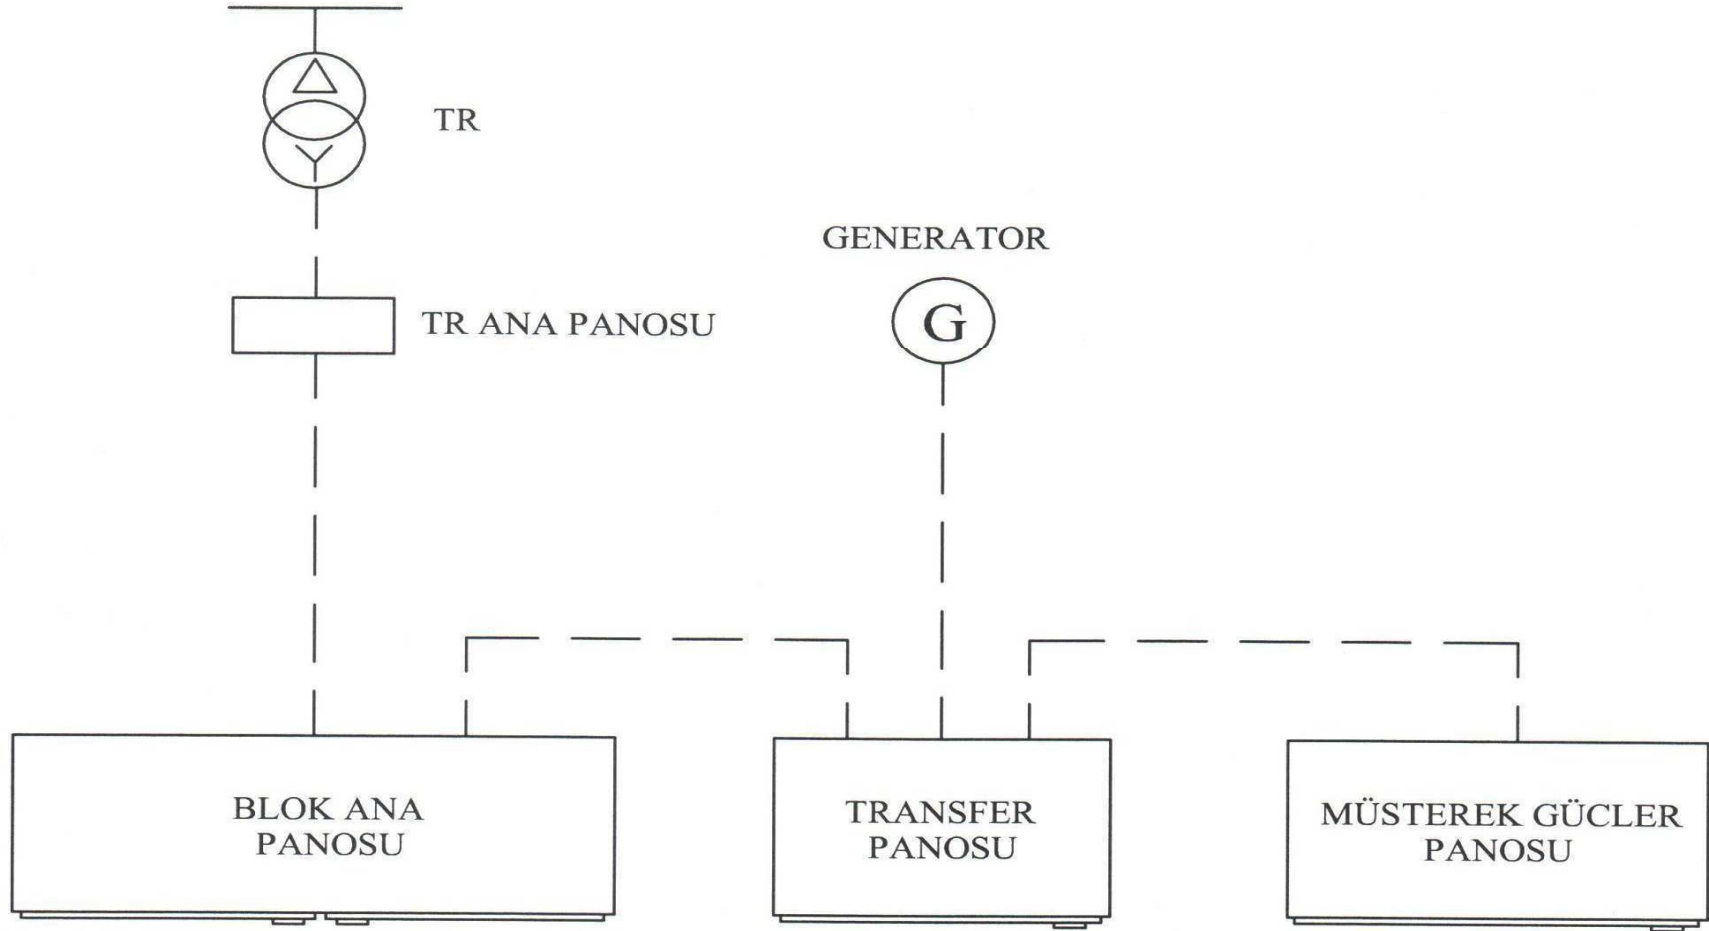 TR
GENERATOR
G
TR ANA PANOSU
BLOK ANA
PANOSU
TRANSFER
PANOSU
MÜSTEREK GÜCLER
PANOSU